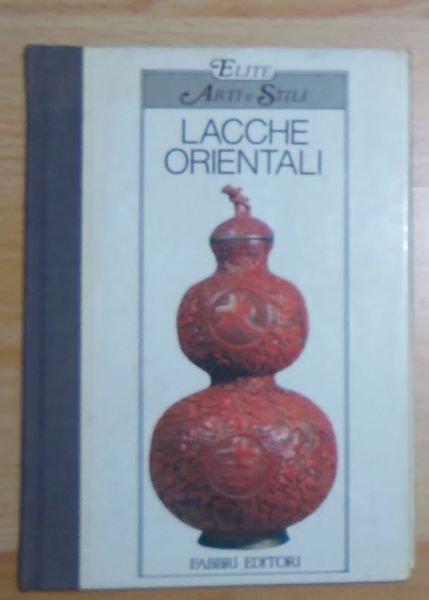 ELITE
ARTI e STILI
LACCHE
ORIENTALI
FABBRI EDITORI